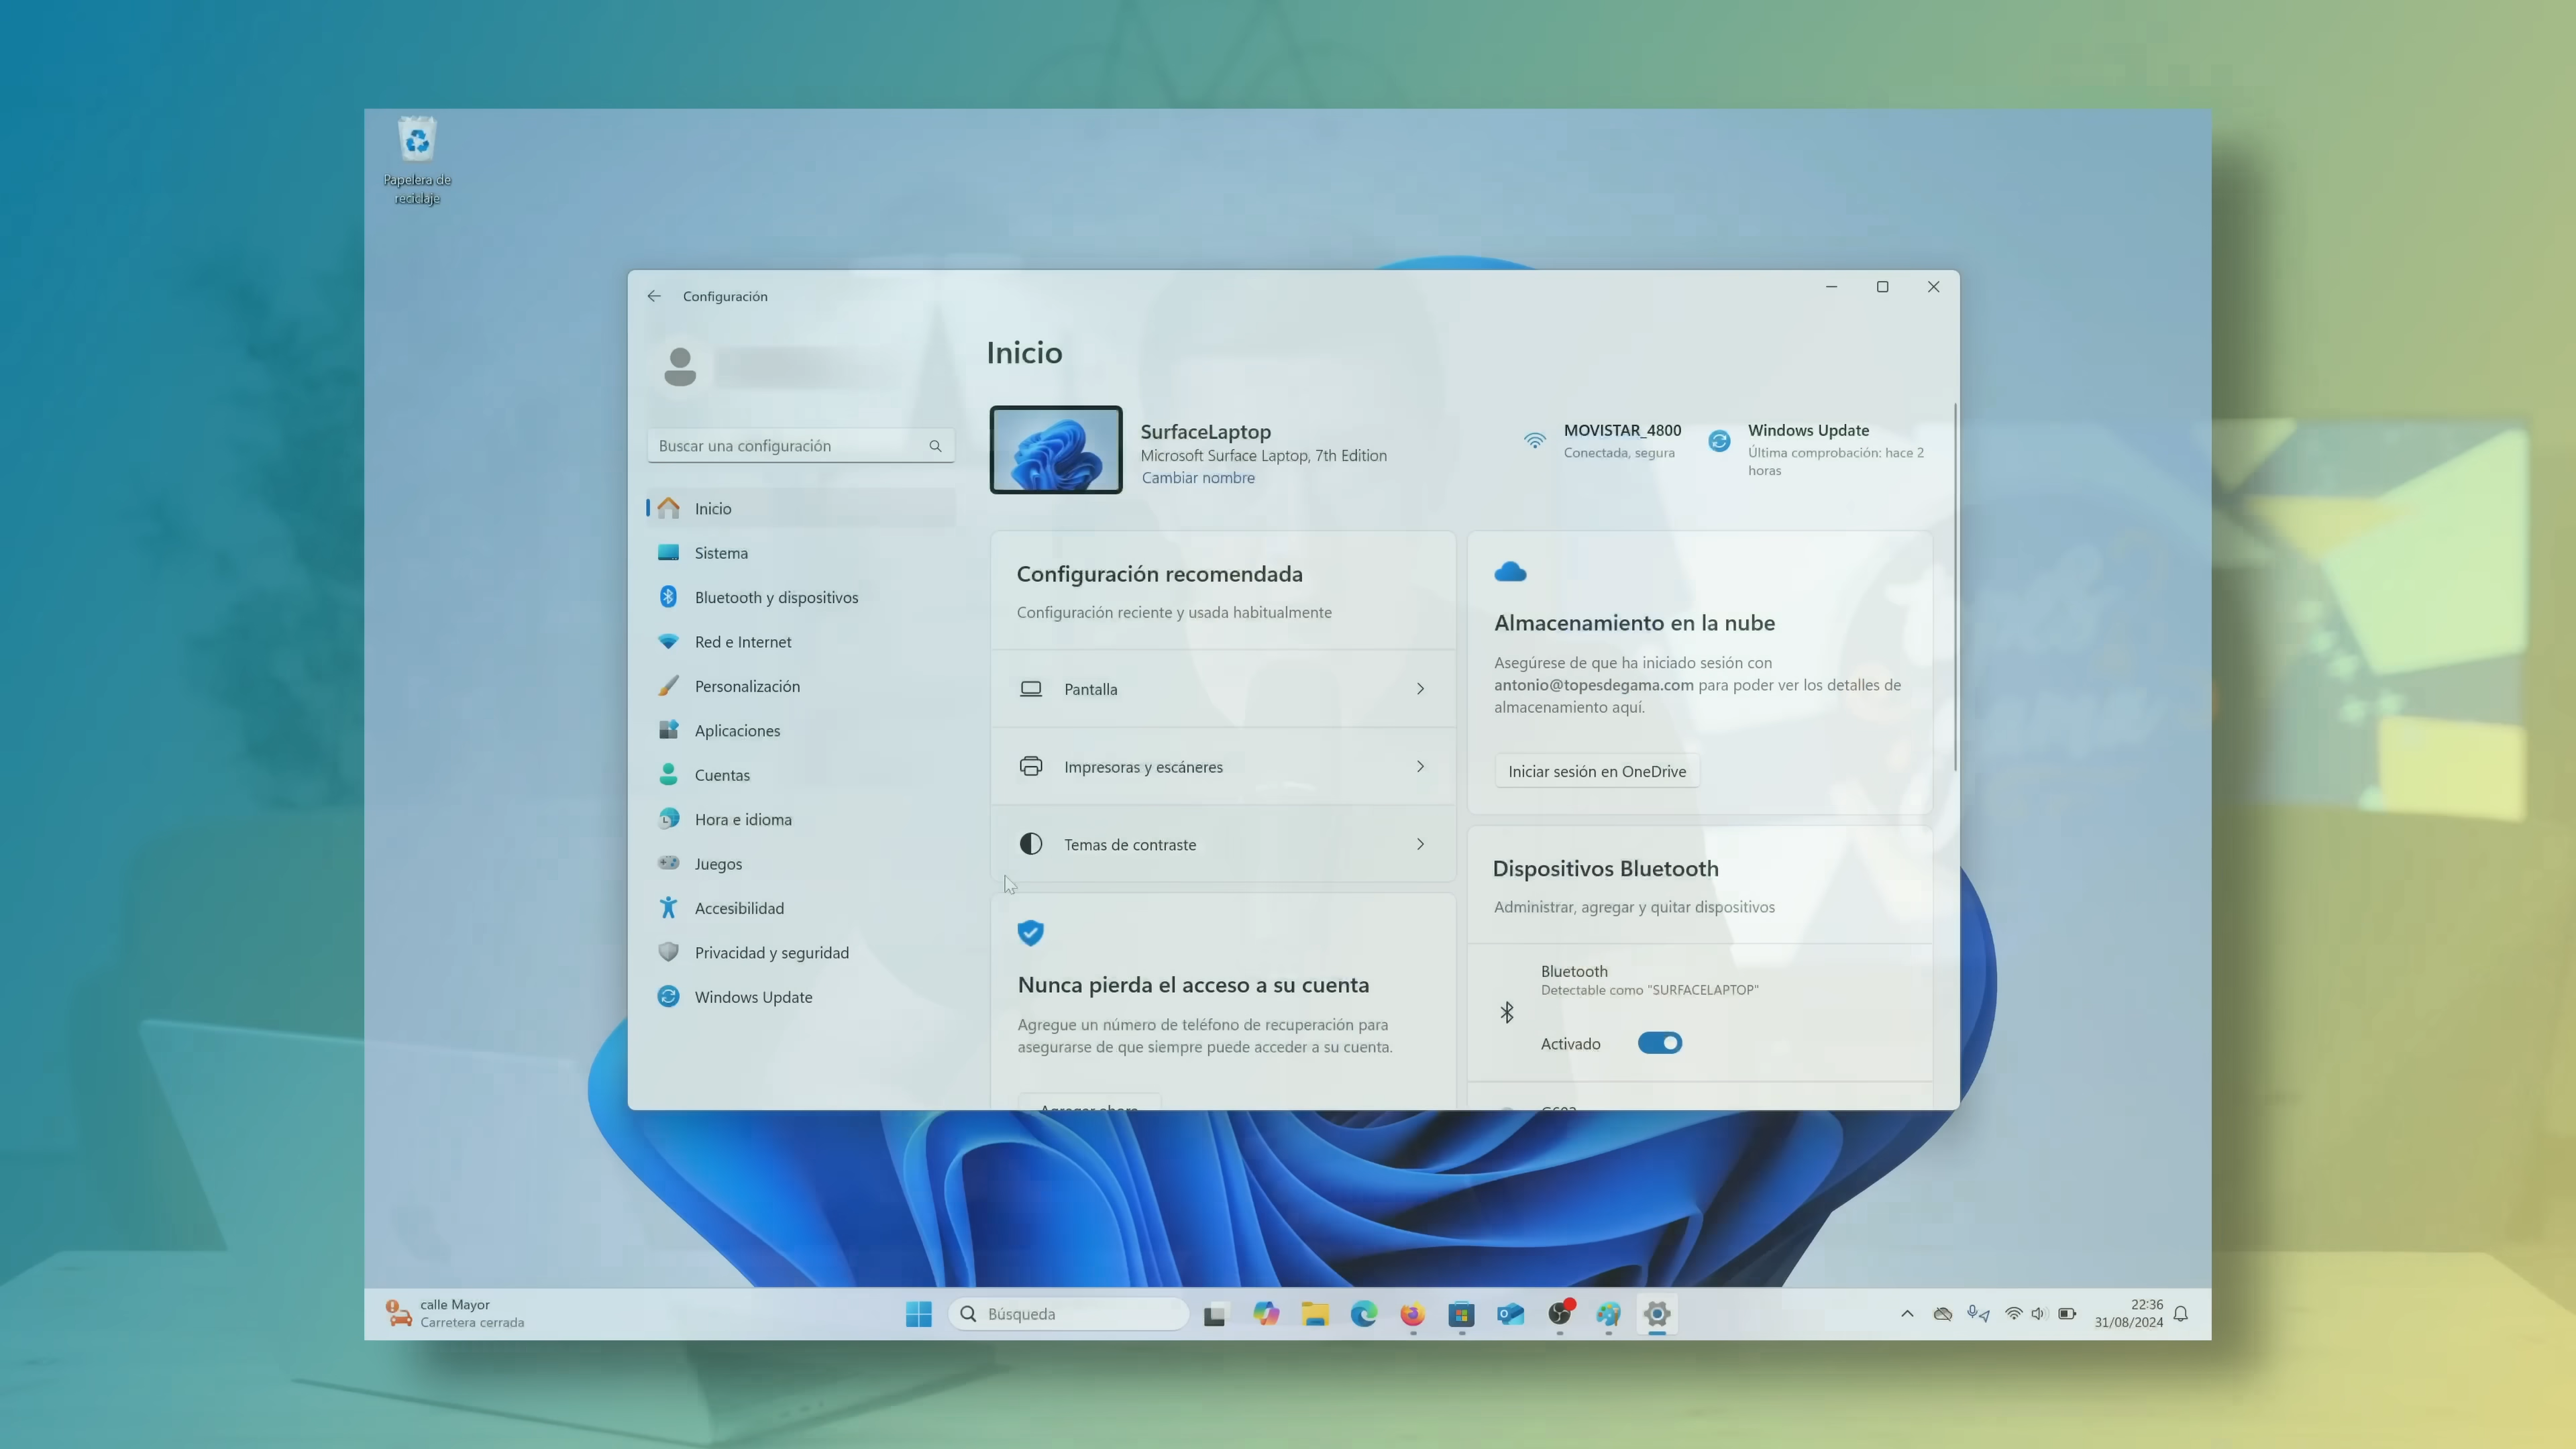 Papelera de
reciclaje
Configuración
Inicio
Buscar una configuración
Inicio
Sistema
Bluetooth y dispositivos
Red e Internet
Personalización
Aplicaciones
Cuentas
Hora e idioma
Juegos
Accesibilidad
Privacidad y seguridad
Windows Update
SurfaceLaptop
Microsoft Surface Laptop, 7th Edition
Cambiar nombre
MOVISTAR_4800
Conectada, segura
Windows Update
Última comprobación: hace 2
horas
Configuración recomendada
Configuración reciente y usada habitualmente
Pantalla
Impresoras y escáneres
Temas de contraste
Nunca pierda el acceso a su cuenta
Agregue un número de teléfono de recuperación para
asegurarse de que siempre puede acceder a su cuenta.
Agregar ahora
Almacenamiento en la nube
Asegúrese de que ha iniciado sesión con
antonio@topesdegama.com para poder ver los detalles de
almacenamiento aquí.
Iniciar sesión en OneDrive
Dispositivos Bluetooth
Administrar, agregar y quitar dispositivos
Bluetooth
Detectable como "SURFACELAPTOP"
Activado
calle Mayor
Carretera cerrada
Búsqueda
22:36
31/08/2024